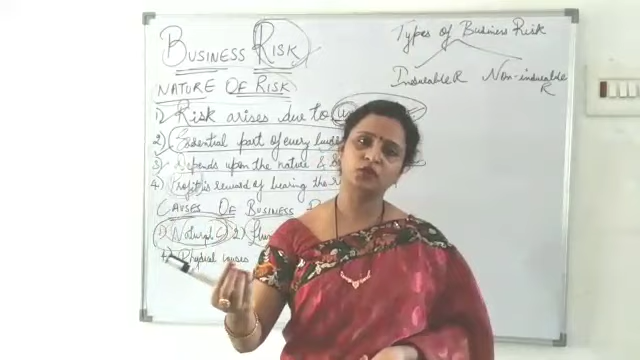 BUSINESS RISK
NATURE OF RISK
1) Risk arises due to
2) Essential part of every
3) Depends upon the nature &
4) Profit is reward of bearing the
CAUSES OF BUSINESS
1) Natural 2)
4) Physical causes
Types of Business Risk
Insurable R Non-insurable
R